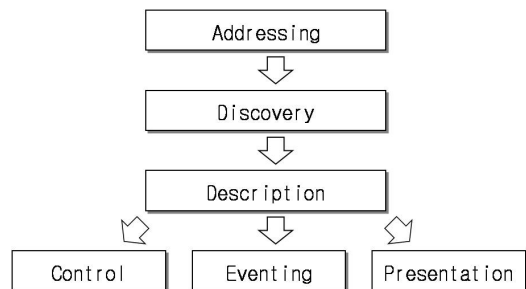 Addressing
Discovery
Description
Control Eventing Presentation